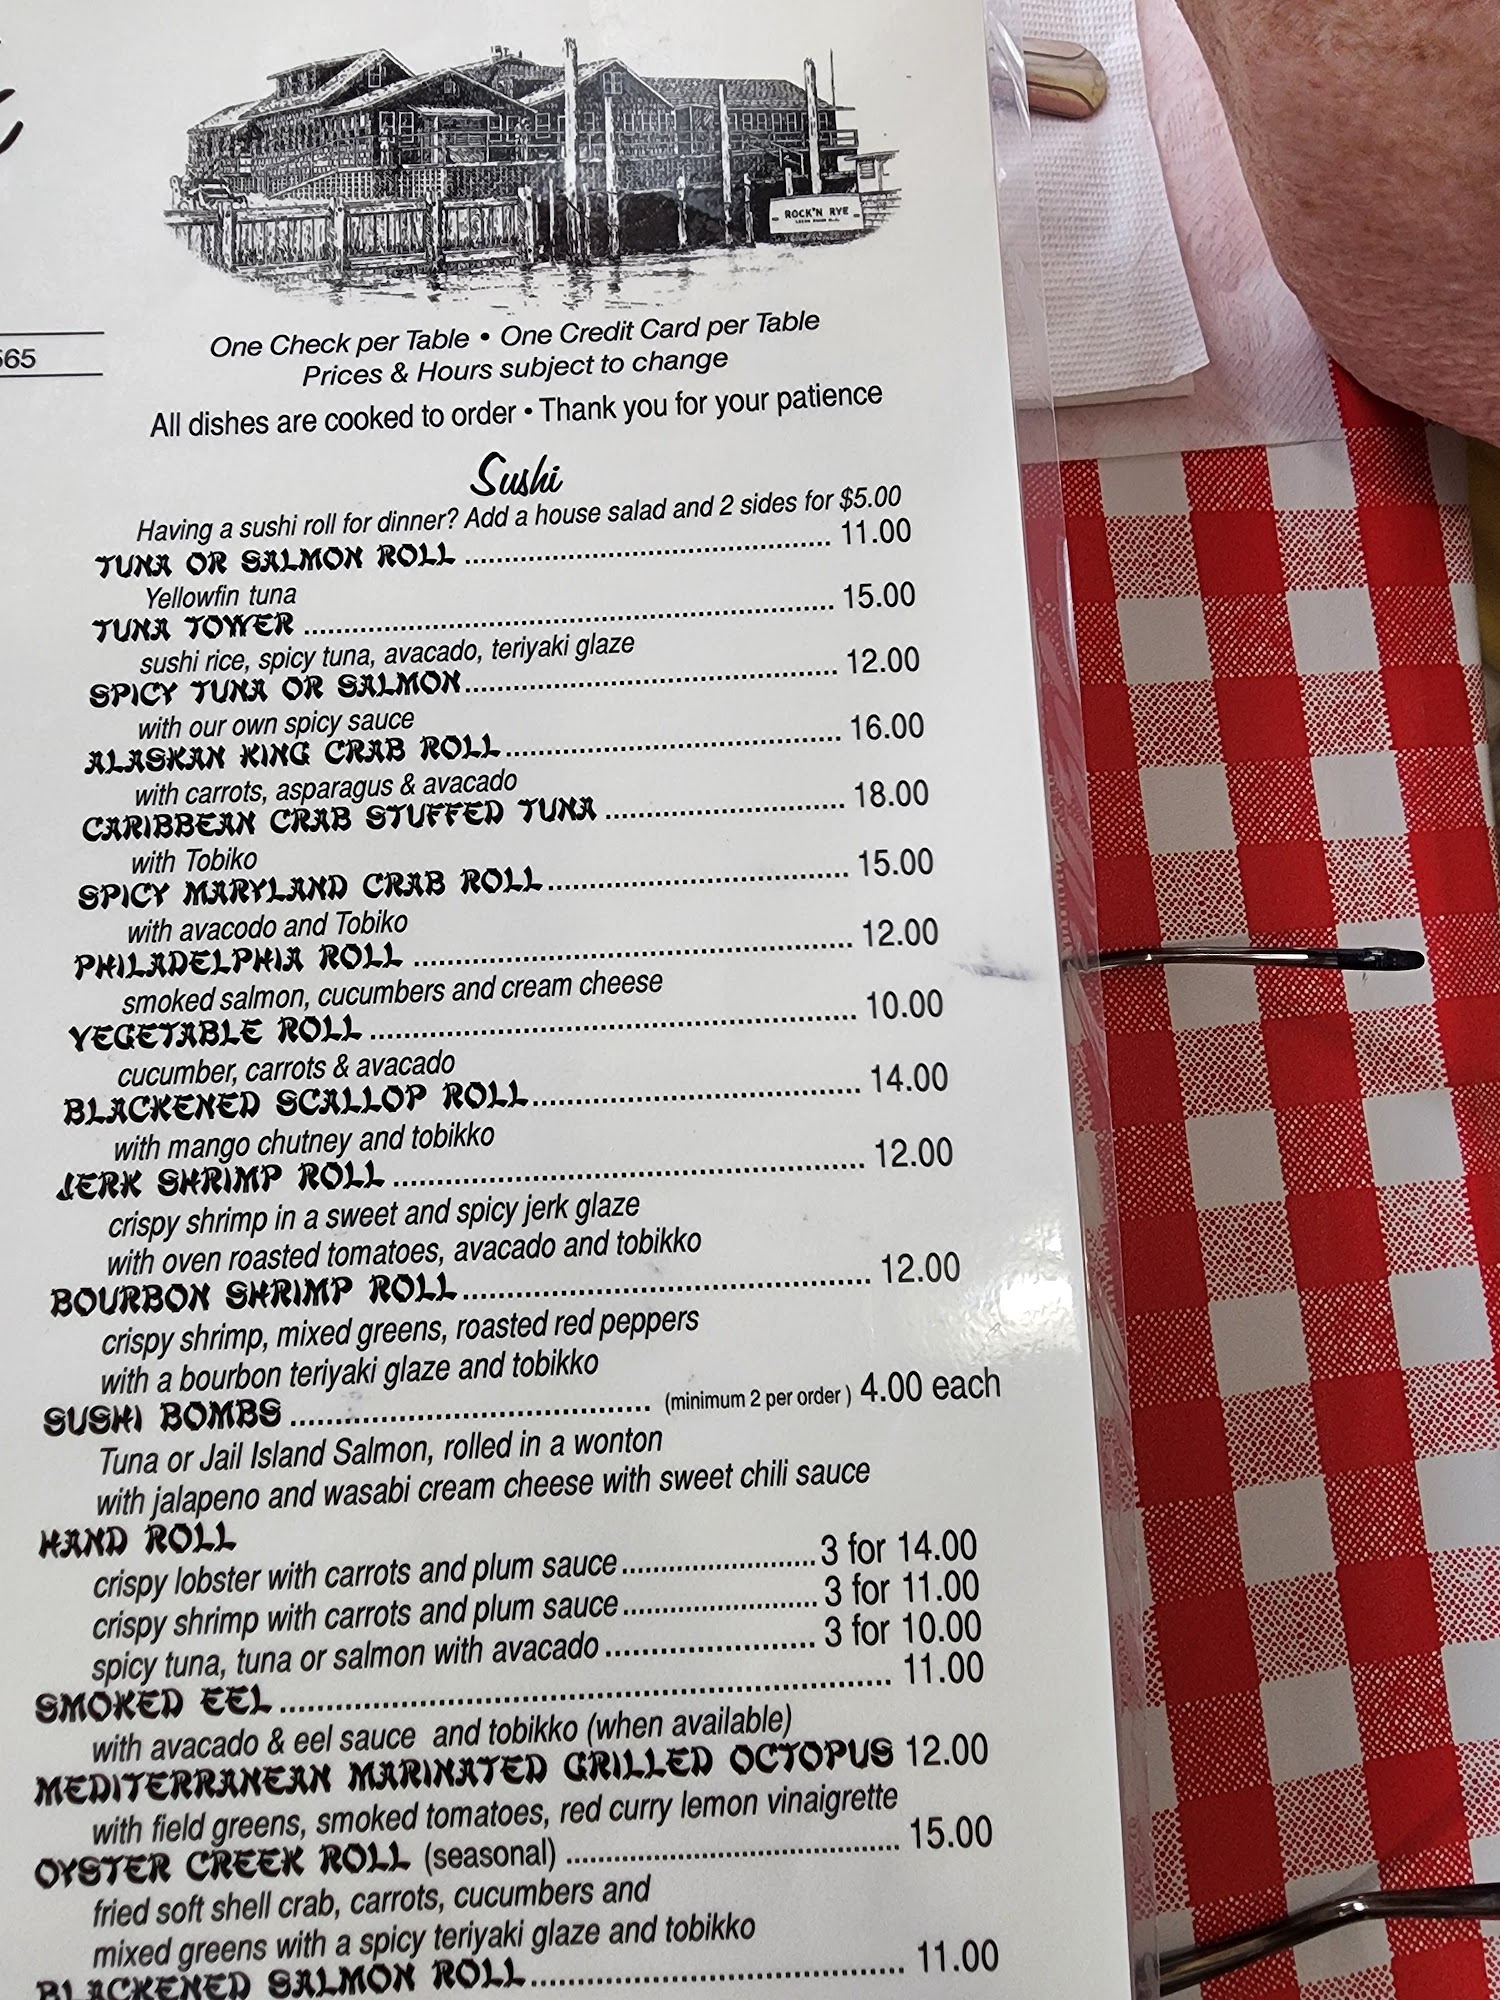 565
ROCK'N RYE
One Check per Table • One Credit Card per Table
Prices & Hours subject to change
All dishes are cooked to order • Thank you for your patience
Sushi
Having a sushi roll for dinner? Add a house salad and 2 sides for $5.00
TUNA OR SALMON ROLL ........ 11.00
Yellowfin tuna
TUNA TOWER ........ 15.00
sushi rice, spicy tuna, avacado, teriyaki glaze
SPICY TUNA OR SALMON ........ 12.00
with our own spicy sauce
ALASKAN KING CRAB ROLL ........ 16.00
with carrots, asparagus & avacado
CARIBBEAN CRAB STUFFED TUNA ........ 18.00
with Tobiko
SPICY MARYLAND CRAB ROLL ........ 15.00
with avacodo and Tobiko
PHILADELPHIA ROLL ........ 12.00
smoked salmon, cucumbers and cream cheese
VEGETABLE ROLL ........ 10.00
cucumber, carrots & avacado
BLACKENED SCALLOP ROLL ........ 14.00
with mango chutney and tobikko
JERK SHRIMP ROLL ........ 12.00
crispy shrimp in a sweet and spicy jerk glaze
with oven roasted tomatoes, avacado and tobikko
BOURBON SHRIMP ROLL ........ 12.00
crispy shrimp, mixed greens, roasted red peppers
with a bourbon teriyaki glaze and tobikko
SUSHI BOMBS ........ (minimum 2 per order ) 4.00 each
Tuna or Jail Island Salmon, rolled in a wonton
with jalapeno and wasabi cream cheese with sweet chili sauce
HAND ROLL
crispy lobster with carrots and plum sauce ........ 3 for 14.00
crispy shrimp with carrots and plum sauce ........ 3 for 11.00
spicy tuna, tuna or salmon with avacado ........ 3 for 10.00
SMOKED EEL ........ 11.00
with avacado & eel sauce and tobikko (when available)
MEDITERRANEAN MARINATED GRILLED OCTOPUS 12.00
with field greens, smoked tomatoes, red curry lemon vinaigrette
OYSTER CREEK ROLL (seasonal) ........ 15.00
fried soft shell crab, carrots, cucumbers and
mixed greens with a spicy teriyaki glaze and tobikko
BLACKENED SALMON ROLL ........ 11.00